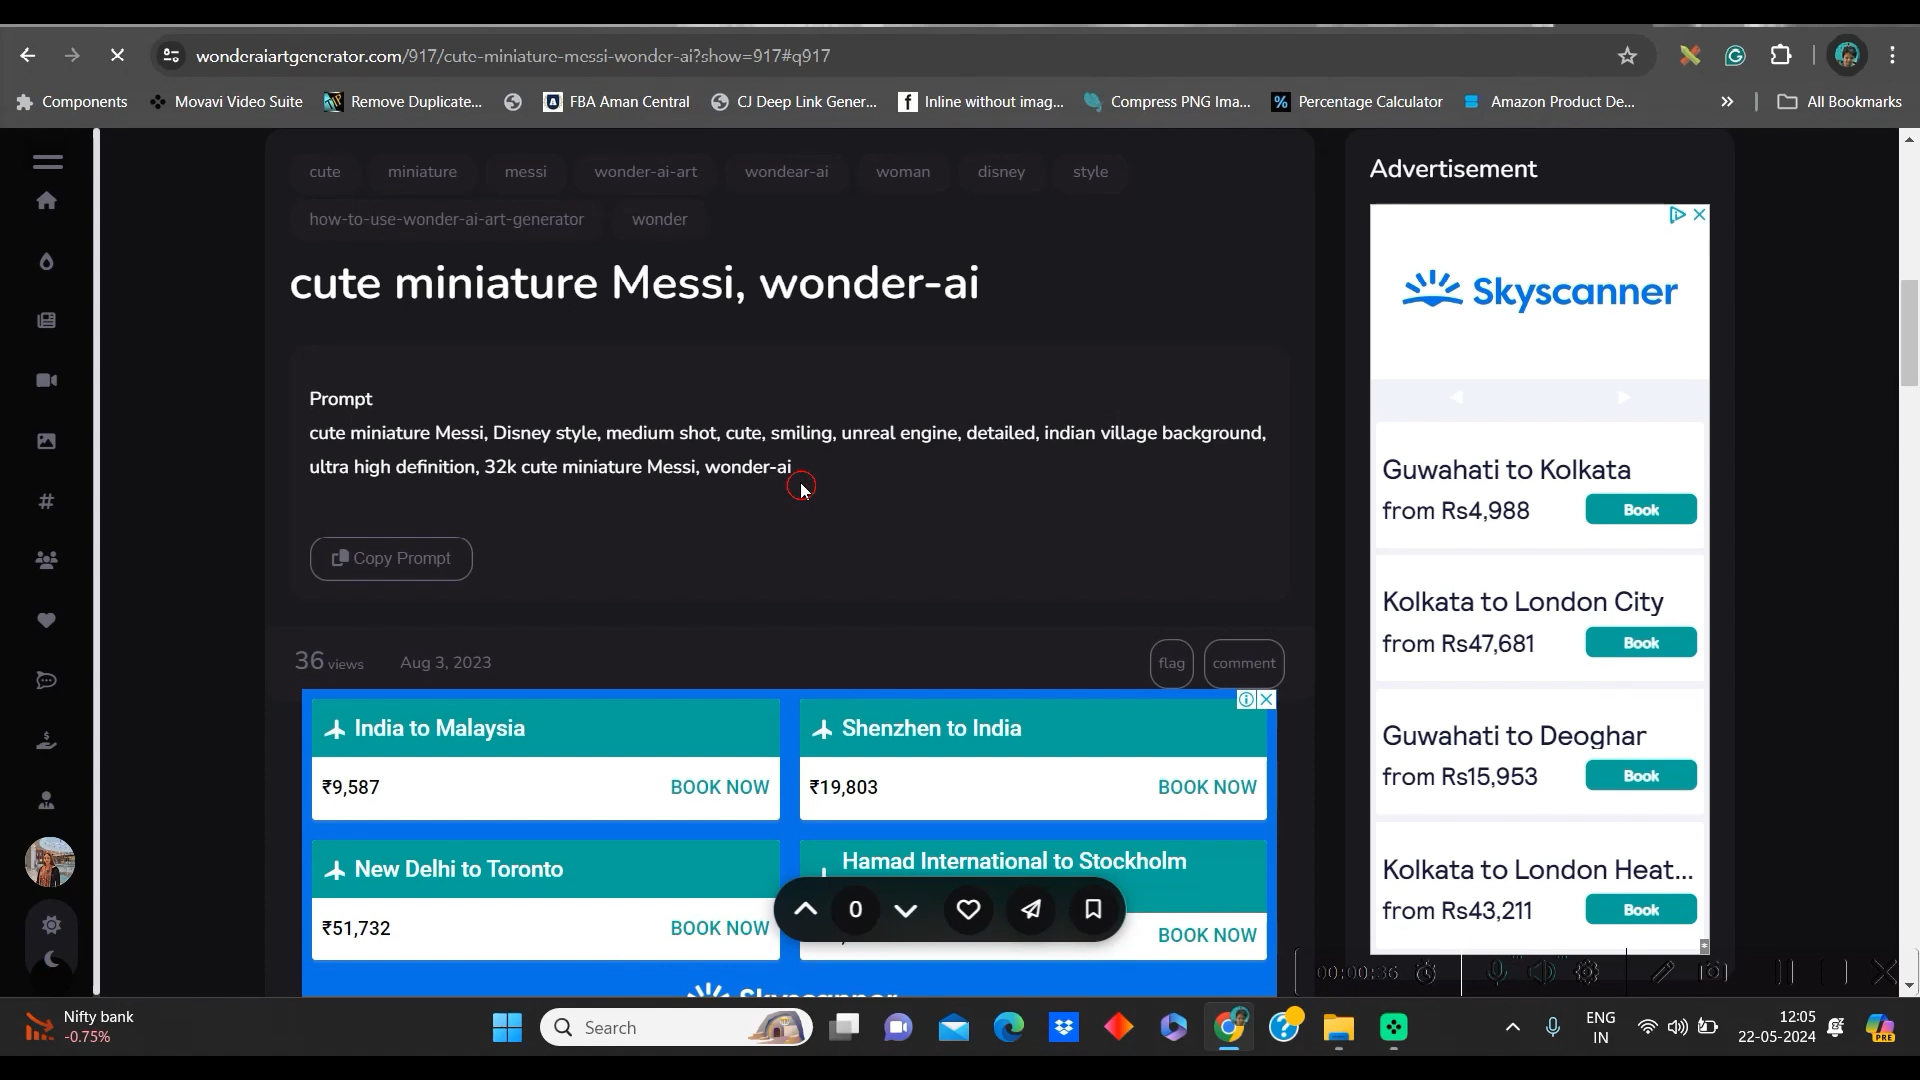 wonderaiartgenerator.com/917/cute-miniature-messi-wonder-ai?show=917#q917
Components
Movavi Video Suite
Remove Duplicate...
FBA Aman Central
CJ Deep Link Gener...
Inline without imag...
Compress PNG Ima...
Percentage Calculator
Amazon Product De...
All Bookmarks
cute miniature messi wonder-ai-art wondear-ai woman disney style
how-to-use-wonder-ai-art-generator wonder
cute miniature Messi, wonder-ai
Prompt
cute miniature Messi, Disney style, medium shot, cute, smiling, unreal engine, detailed, indian village background,
ultra high definition, 32k cute miniature Messi, wonder-ai
Copy Prompt
36 views Aug 3, 2023
flag comment
India to Malaysia
₹9,587 BOOK NOW
Shenzhen to India
₹19,803 BOOK NOW
New Delhi to Toronto
₹51,732 BOOK NOW
Hamad International to Stockholm
BOOK NOW
0
Advertisement
Skyscanner
Guwahati to Kolkata
from Rs4,988 Book
Kolkata to London City
from Rs47,681 Book
Guwahati to Deoghar
from Rs15,953 Book
Kolkata to London Heat...
from Rs43,211 Book
00:00:36
Nifty bank
-0.75%
Search
ENG
IN
12:05
22-05-2024
PRE